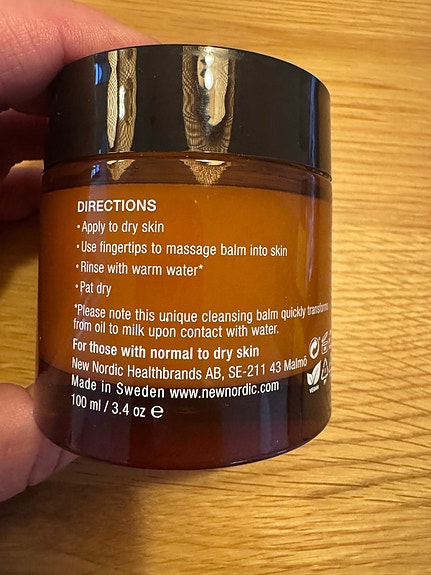 DIRECTIONS
• Apply to dry skin
• Use fingertips to massage balm into skin
• Rinse with warm water*
• Pat dry
*Please note this unique cleansing balm quickly transforms
from oil to milk upon contact with water.
For those with normal to dry skin
New Nordic Healthbrands AB, SE-211 43 Malmö
Made in Sweden www.newnordic.com
100 ml / 3.4 oz ℮
VEGAN